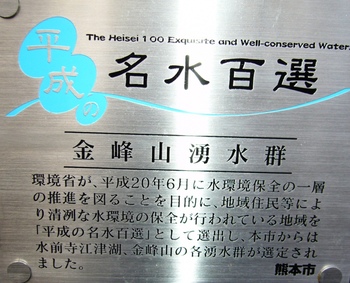 The Heisei 100 Exquisite and Well-conserved Waters
平成の
名水百選
金峰山湧水群
環境省が、平成20年6月に水環境保全の一層
の推進を図ることを目的に、地域住民等によ
り清冽な水環境の保全が行われている地域を
「平成の名水百選」として選出し、本市からは
水前寺江津湖、金峰山の各湧水群が選定され
ました。
熊本市